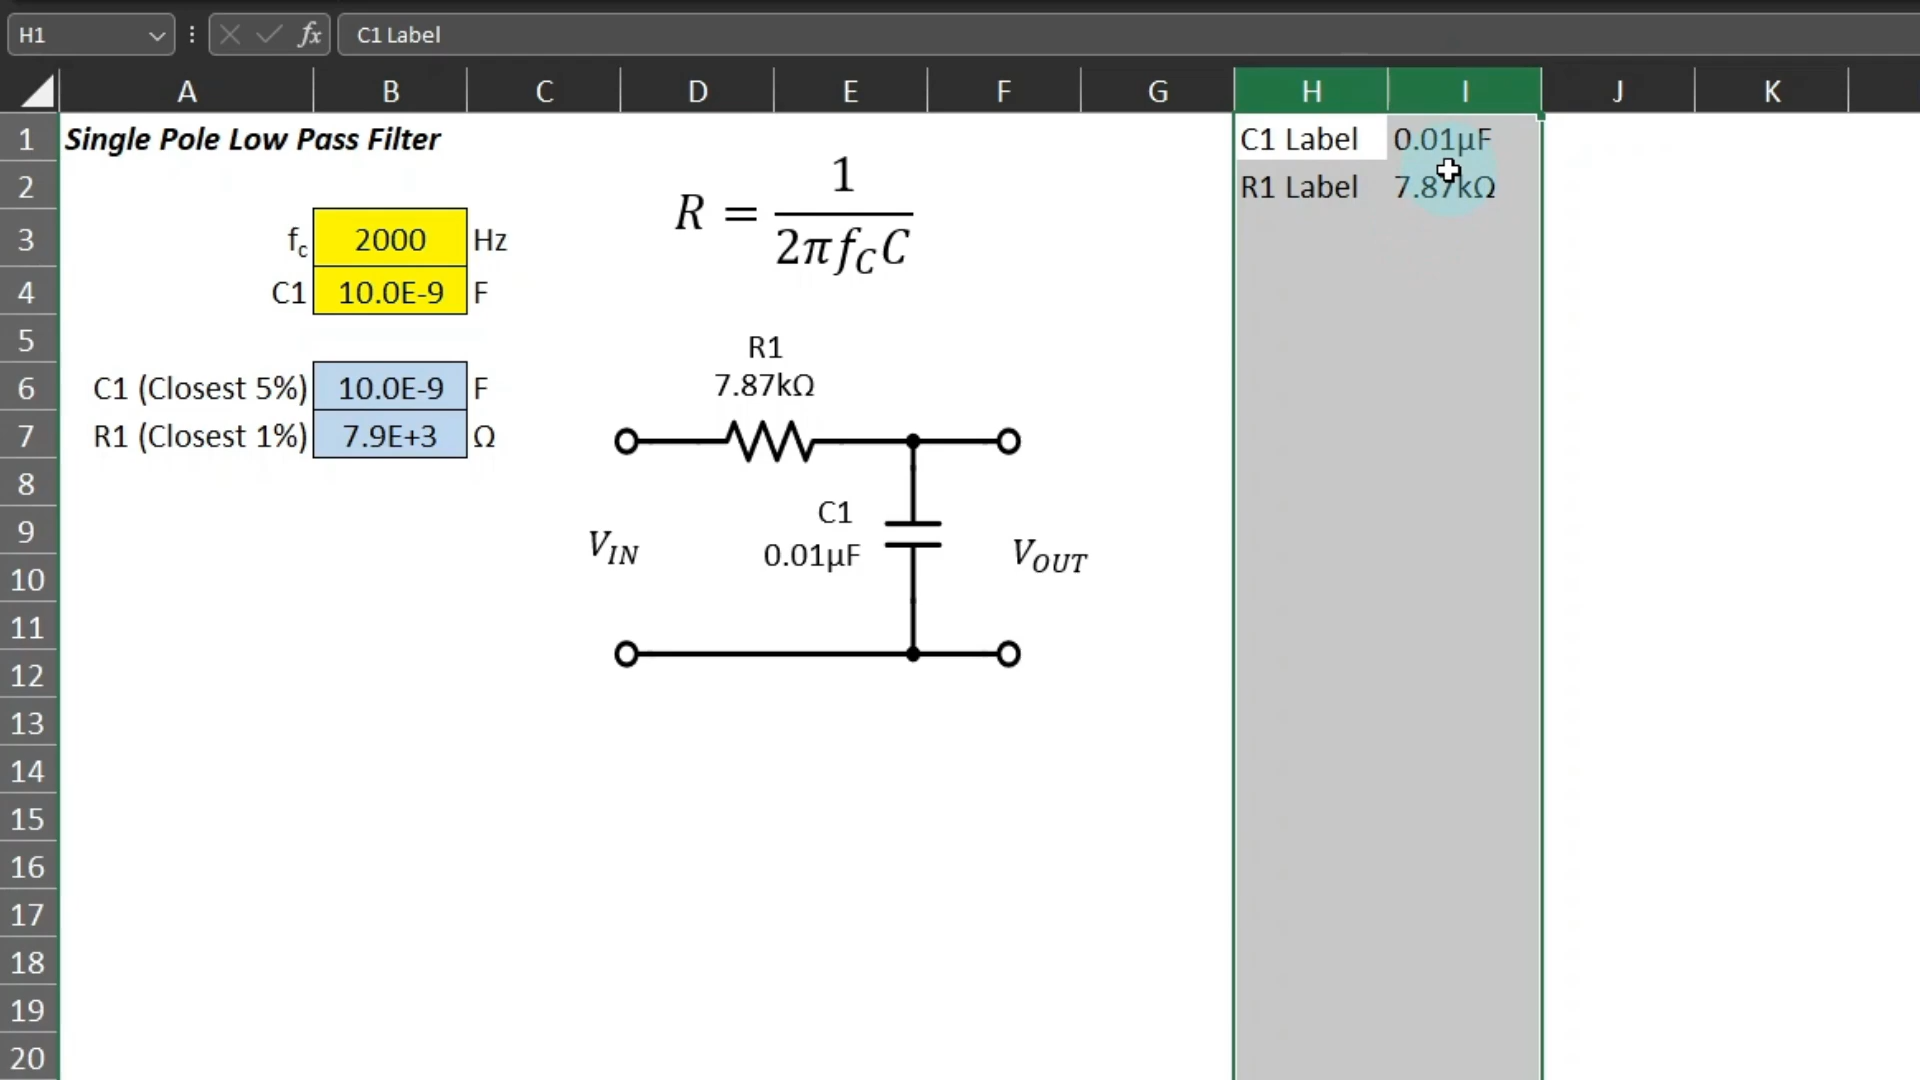 H1
fx
C1 Label
A B C D E F G H I J K
1 Single Pole Low Pass Filter C1 Label 0.01µF
2 R1 Label 7.87kΩ
3 fc 2000 Hz
R = 1 / 2πfCC
4 C1 10.0E-9 F
5
R1
7.87kΩ
6 C1 (Closest 5%) 10.0E-9 F
7 R1 (Closest 1%) 7.9E+3 Ω
8
C1
9
VIN 0.01µF VOUT
10
11
12
13
14
15
16
17
18
19
20